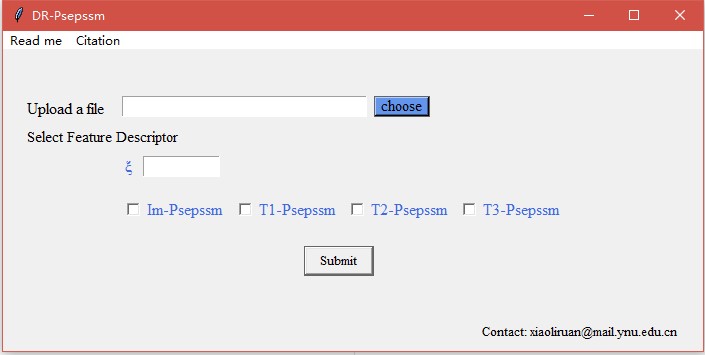 DR-Psepssm
Read me Citation
Upload a file choose
Select Feature Descriptor
ξ
Im-Psepssm T1-Psepssm T2-Psepssm T3-Psepssm
Submit
Contact: xiaoliruan@mail.ynu.edu.cn